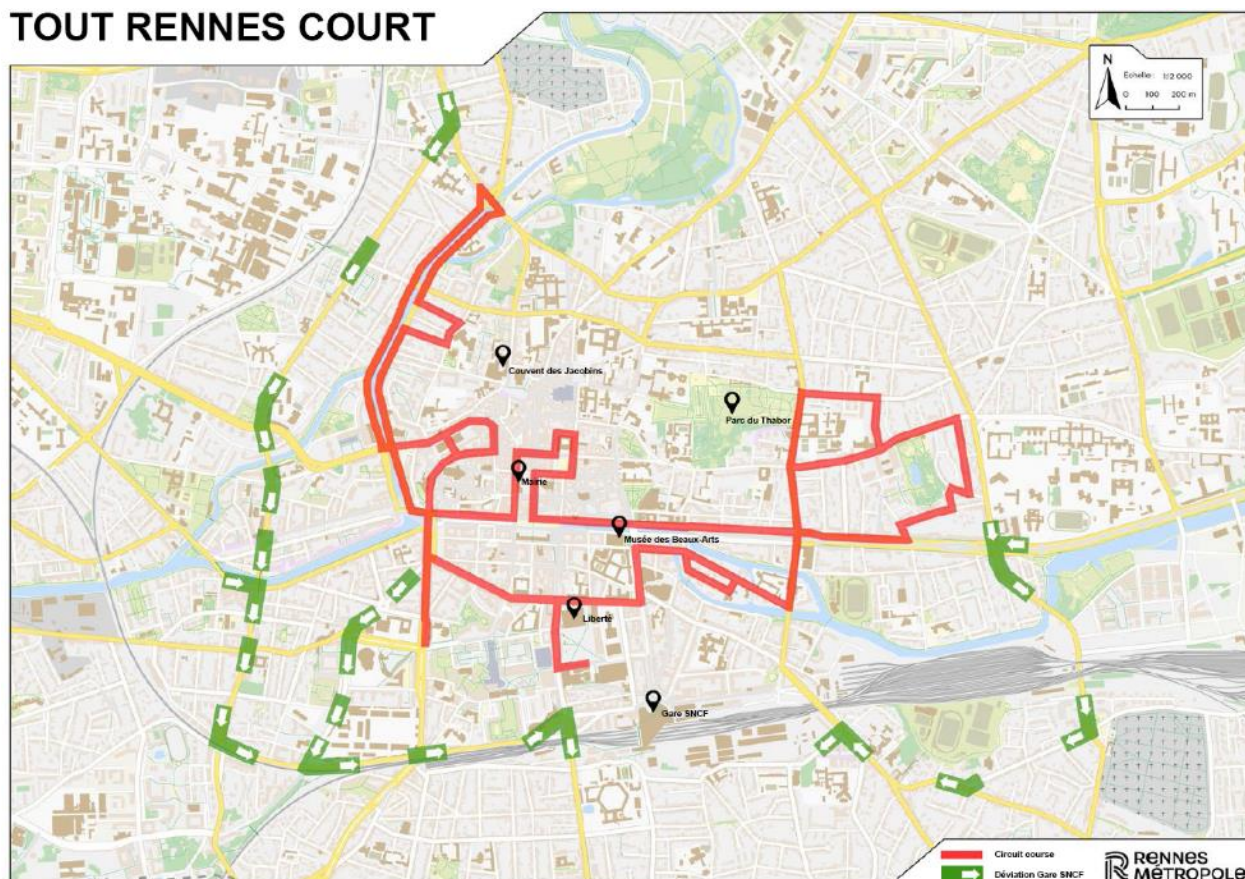 TOUT RENNES COURT
N
Échelle : 1:12 000
0 100 200 m
Couvent des Jacobins
Parc du Thabor
Mairie
Musée des Beaux-Arts
Liberté
Gare SNCF
Circuit course
Déviation Gare SNCF
RENNES
MÉTROPOLE